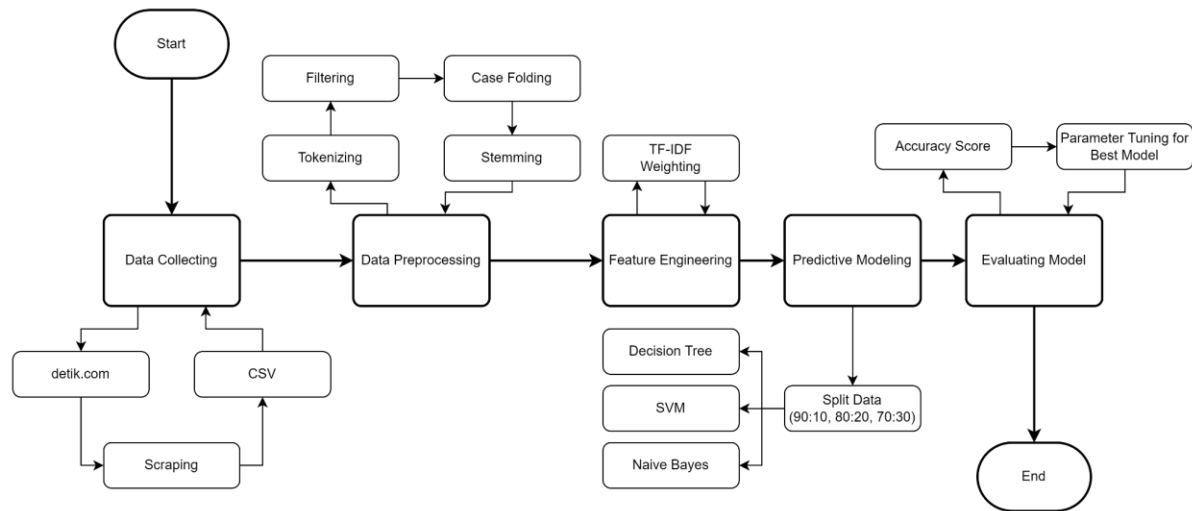 Start
Filtering
Case Folding
Tokenizing
Stemming
TF-IDF
Weighting
Accuracy Score
Parameter Tuning for
Best Model
Data Collecting
Data Preprocessing
Feature Engineering
Predictive Modeling
Evaluating Model
detik.com
CSV
Scraping
Decision Tree
SVM
Naive Bayes
Split Data
(90:10, 80:20, 70:30)
End